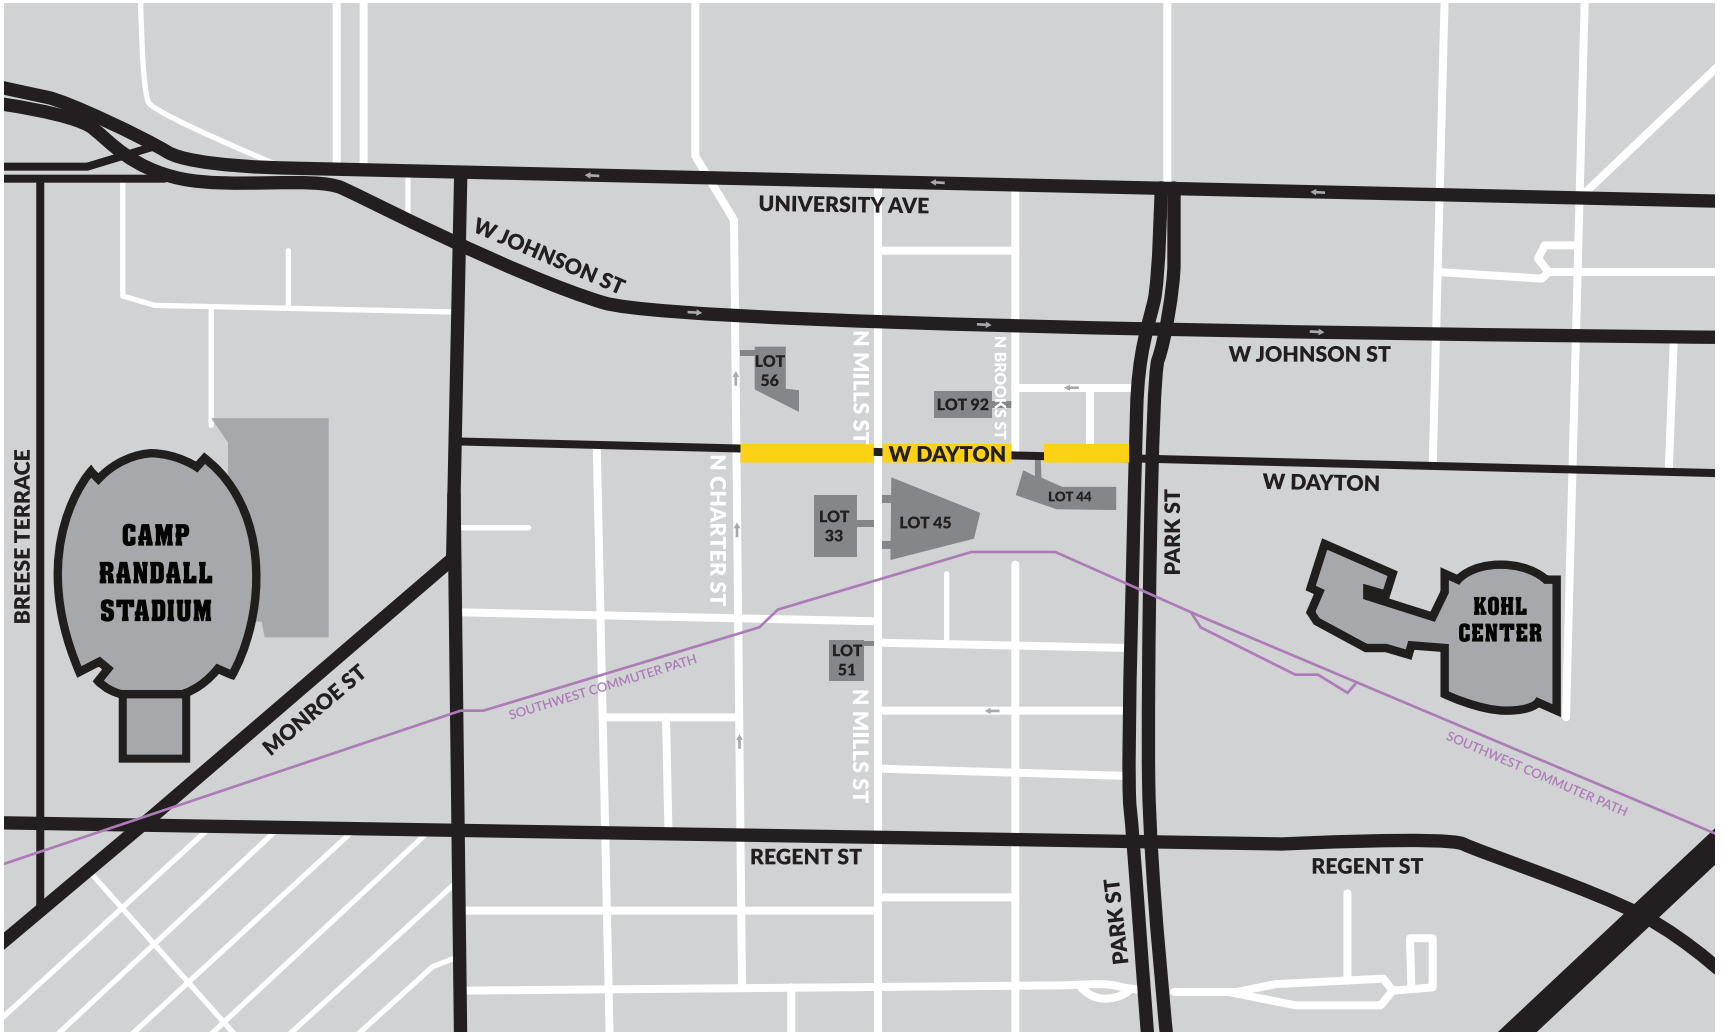 UNIVERSITY AVE
W JOHNSON ST
W JOHNSON ST
N MILLS ST
N BROOKS ST
LOT
56
LOT 92
W DAYTON
W DAYTON
BREESE TERRACE
N CHARTER ST
LOT
33
LOT 45
LOT 44
PARK ST
CAMP
RANDALL
STADIUM
KOHL
CENTER
LOT
51
MONROE ST
SOUTHWEST COMMUTER PATH
N MILLS ST
SOUTHWEST COMMUTER PATH
REGENT ST
REGENT ST
PARK ST